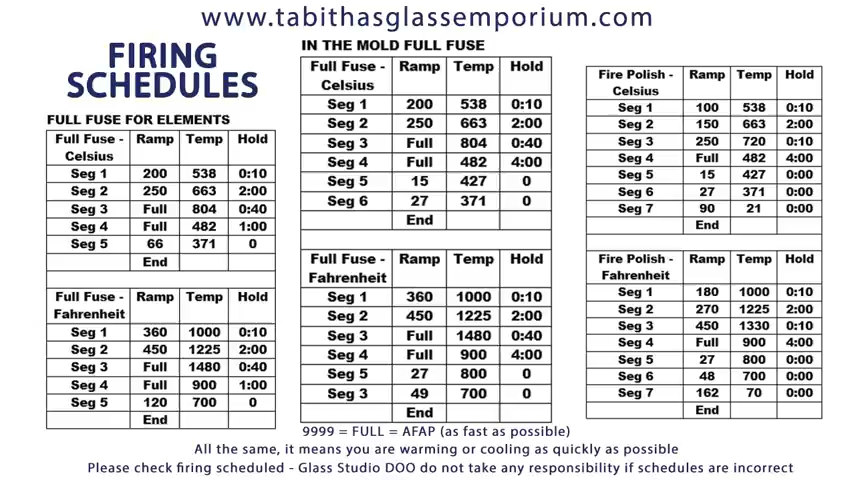 www.tabithasglassemporium.com
FIRING
SCHEDULES
FULL FUSE FOR ELEMENTS
Full Fuse - Celsius Ramp Temp Hold
Seg 1 200 538 0:10
Seg 2 250 663 2:00
Seg 3 Full 804 0:40
Seg 4 Full 482 1:00
Seg 5 66 371 0
End
Full Fuse - Fahrenheit Ramp Temp Hold
Seg 1 360 1000 0:10
Seg 2 450 1225 2:00
Seg 3 Full 1480 0:40
Seg 4 Full 900 1:00
Seg 5 120 700 0
End
IN THE MOLD FULL FUSE
Full Fuse - Celsius Ramp Temp Hold
Seg 1 200 538 0:10
Seg 2 250 663 2:00
Seg 3 Full 804 0:40
Seg 4 Full 482 4:00
Seg 5 15 427 0
Seg 6 27 371 0
End
Full Fuse - Fahrenheit Ramp Temp Hold
Seg 1 360 1000 0:10
Seg 2 450 1225 2:00
Seg 3 Full 1480 0:40
Seg 4 Full 900 4:00
Seg 5 27 800 0
Seg 3 49 700 0
End
Fire Polish - Celsius Ramp Temp Hold
Seg 1 100 538 0:10
Seg 2 150 663 2:00
Seg 3 250 720 0:10
Seg 4 Full 482 4:00
Seg 5 15 427 0:00
Seg 6 27 371 0:00
Seg 7 90 21 0:00
End
Fire Polish - Fahrenheit Ramp Temp Hold
Seg 1 180 1000 0:10
Seg 2 270 1225 2:00
Seg 3 450 1330 0:10
Seg 4 Full 900 4:00
Seg 5 27 800 0:00
Seg 6 48 700 0:00
Seg 7 162 70 0:00
End
9999 = FULL = AFAP (as fast as possible)
All the same, it means you are warming or cooling as quickly as possible
Please check firing scheduled - Glass Studio DOO do not take any responsibility if schedules are incorrect